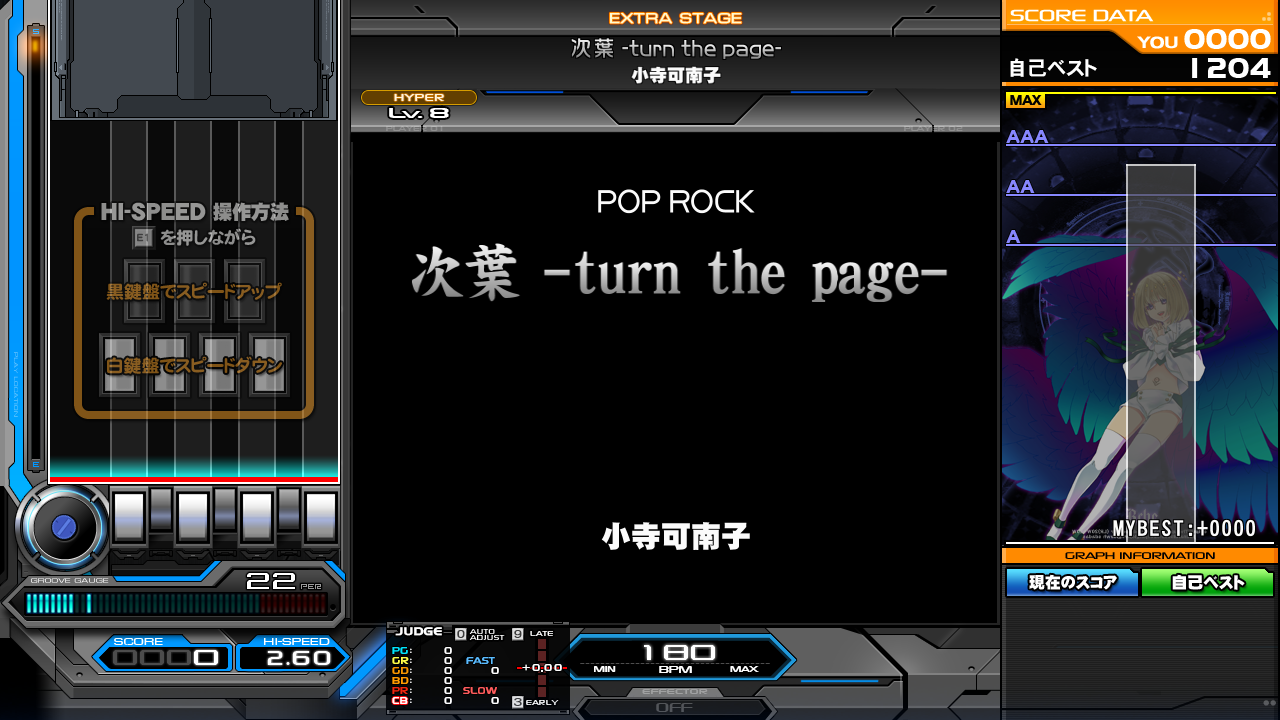 EXTRA STAGE
次葉 -turn the page-
小寺可南子
HYPER
Lv. 8
PLAYER 01
PLAYER 02
SCORE DATA
YOU 0000
自己ベスト 1204
MAX
AAA
AA
A
HI-SPEED 操作方法
E1 を押しながら
黒鍵盤でスピードアップ
白鍵盤でスピードダウン
POP ROCK
次葉 -turn the page-
小寺可南子
MYBEST:+0000
GRAPH INFORMATION
現在のスコア
自己ベスト
GROOVE GAUGE
22 PER
SCORE
0000
HI-SPEED
2.60
JUDGE
0 AUTO ADJUST 9 LATE
PG: 0
GR: 0
GD: 0
BD: 0
PR: 0
CB: 0
FAST
0
SLOW
0
+0.00
3 EARLY
180
MIN BPM MAX
EFFECTOR
OFF